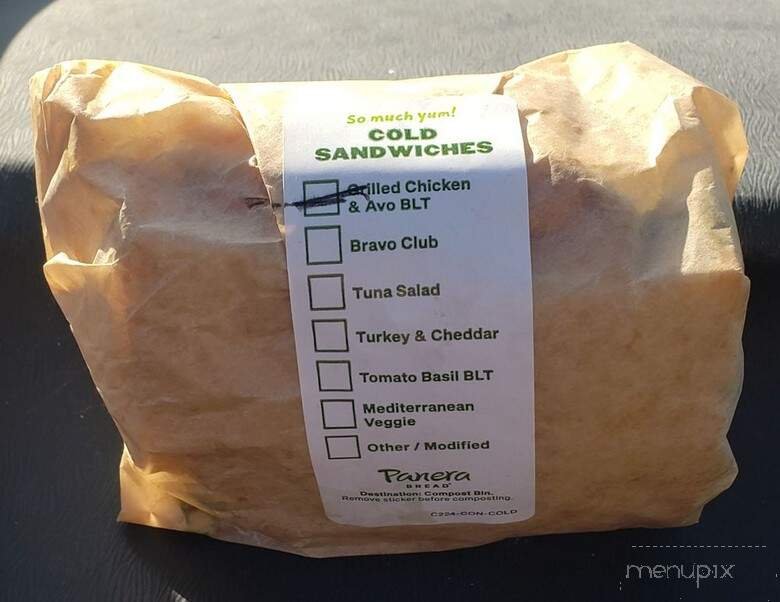 So much yum!
COLD
SANDWICHES
Grilled Chicken
& Avo BLT
Bravo Club
Tuna Salad
Turkey & Cheddar
Tomato Basil BLT
Mediterranean
Veggie
Other / Modified
Panera
BREAD
Destination: Compost Bin.
Remove sticker before composting.
C224-CON-COLD
menupix